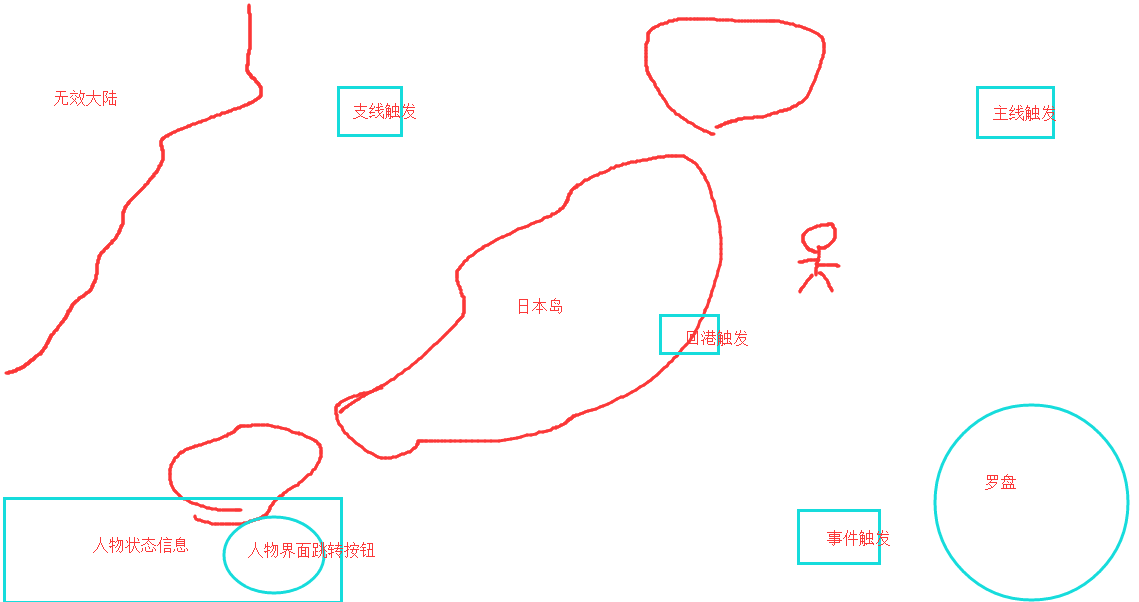 无效大陆
支线触发
主线触发
日本岛
回港触发
罗盘
事件触发
人物状态信息
人物界面跳转按钮